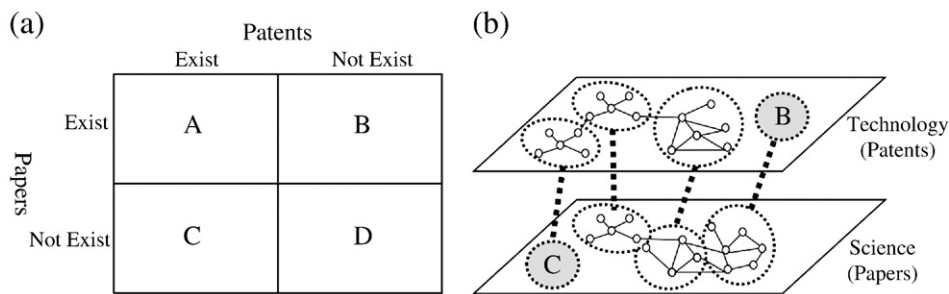 (a)
Patents
Exist
Not Exist
Papers
Exist
A
B
Not Exist
C
D
(b)
B
Technology
(Patents)
C
Science
(Papers)